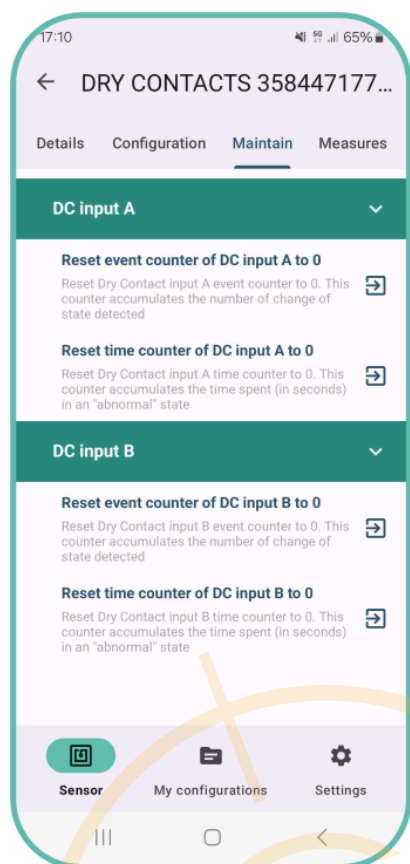 17:10
5G
65%
DRY CONTACTS 358447177...
Details Configuration Maintain Measures
DC input A
Reset event counter of DC input A to 0
Reset Dry Contact input A event counter to 0. This
counter accumulates the number of change of
state detected
Reset time counter of DC input A to 0
Reset Dry Contact input A time counter to 0. This
counter accumulates the time spent (in seconds)
in an "abnormal" state
DC input B
Reset event counter of DC input B to 0
Reset Dry Contact input B event counter to 0. This
counter accumulates the number of change of
state detected
Reset time counter of DC input B to 0
Reset Dry Contact input B time counter to 0. This
counter accumulates the time spent (in seconds)
in an "abnormal" state
Sensor My configurations Settings